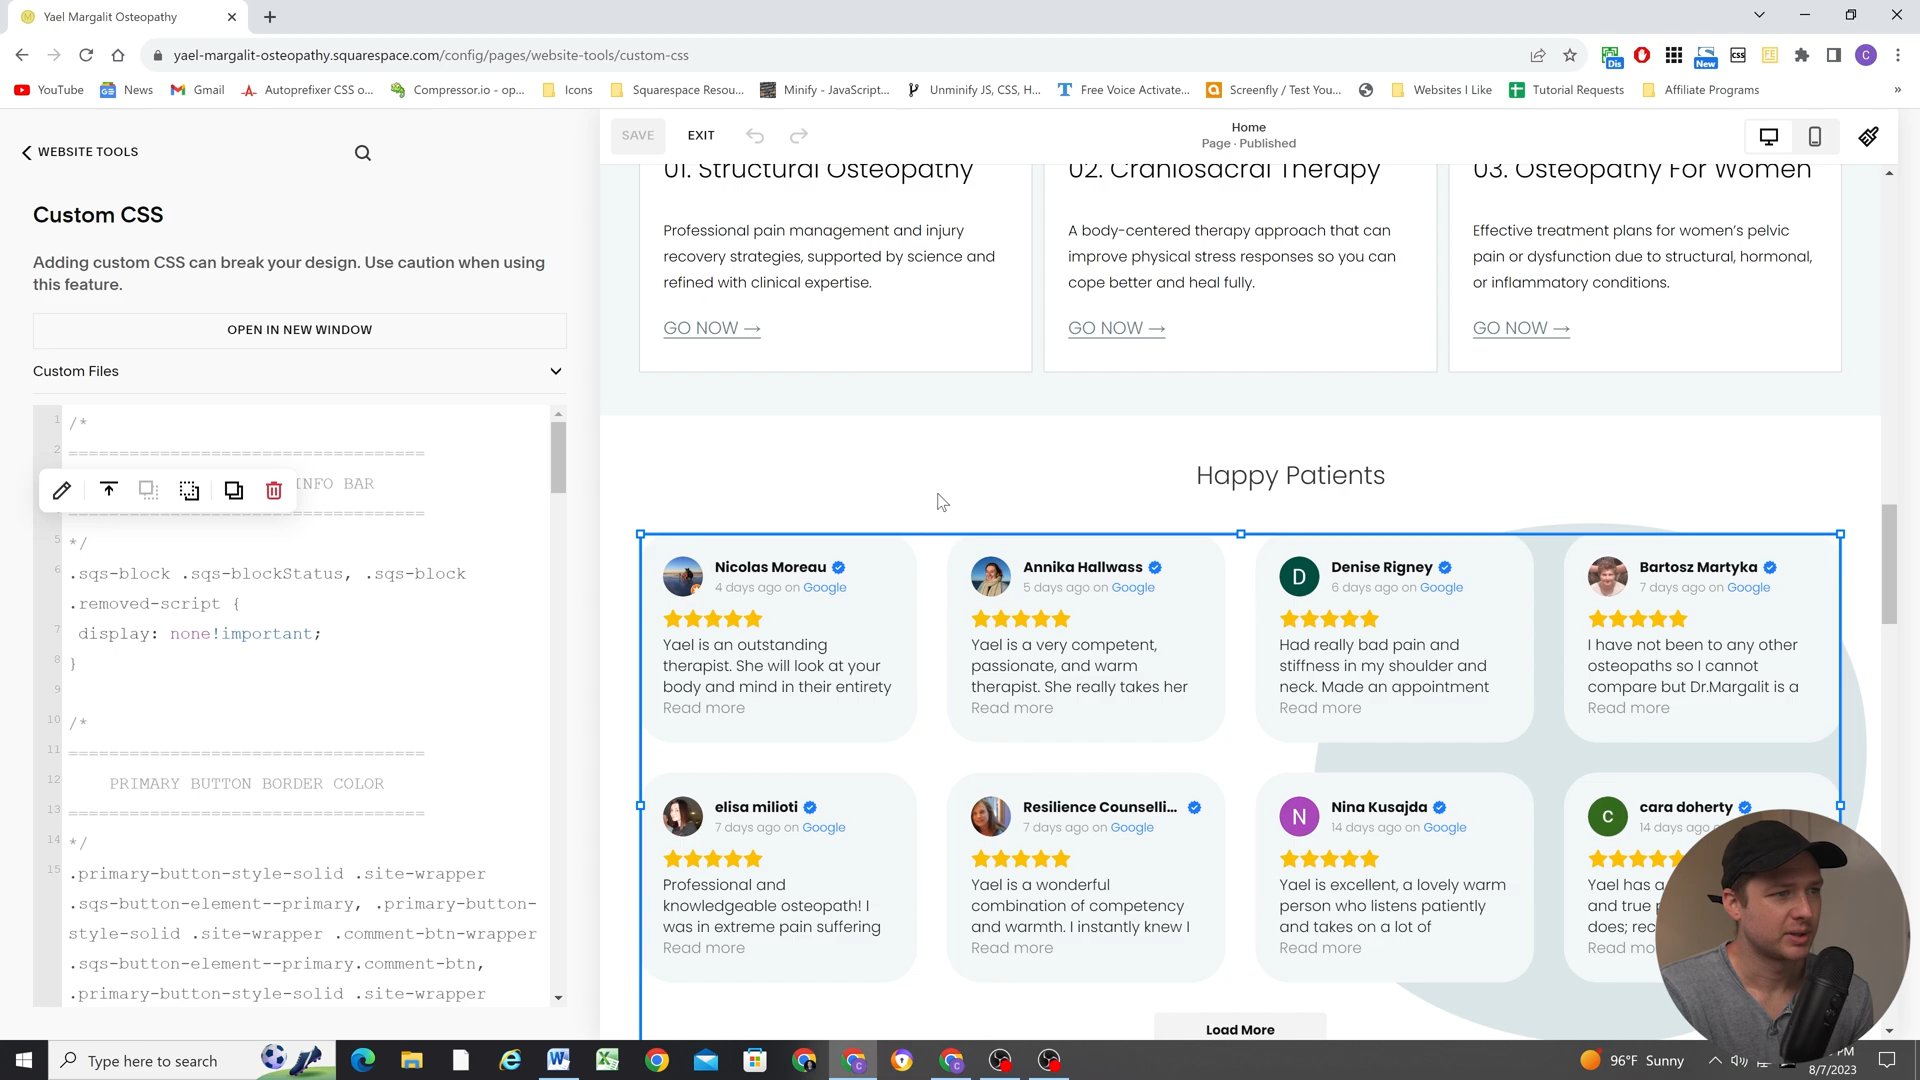 Yael Margalit Osteopathy
yael-margalit-osteopathy.squarespace.com/config/pages/website-tools/custom-css
Dis
New
CSS
FE
C
YouTube
News
Gmail
Autoprefixer CSS o...
Compressor.io - op...
Icons
Squarespace Resou...
Minify - JavaScript...
Unminify JS, CSS, H...
Free Voice Activate...
Screenfly / Test You...
Websites I Like
Tutorial Requests
Affiliate Programs
»
WEBSITE TOOLS
Custom CSS
Adding custom CSS can break your design. Use caution when using
this feature.
OPEN IN NEW WINDOW
Custom Files
1 /*
2 ===================================
INFO BAR
===================================
5 */
6 .sqs-block .sqs-blockStatus, .sqs-block
.removed-script {
7 display: none!important;
8 }
9
10 /*
11 ===================================
12 PRIMARY BUTTON BORDER COLOR
13 ===================================
14 */
15 .primary-button-style-solid .site-wrapper
.sqs-button-element--primary, .primary-button-
style-solid .site-wrapper .comment-btn-wrapper
.sqs-button-element--primary.comment-btn,
.primary-button-style-solid .site-wrapper
SAVE
EXIT
Home
Page · Published
01. Structural Osteopathy
Professional pain management and injury
recovery strategies, supported by science and
refined with clinical expertise.
GO NOW →
02. Craniosacral Therapy
A body-centered therapy approach that can
improve physical stress responses so you can
cope better and heal fully.
GO NOW →
03. Osteopathy For Women
Effective treatment plans for women’s pelvic
pain or dysfunction due to structural, hormonal,
or inflammatory conditions.
GO NOW →
Happy Patients
Nicolas Moreau
4 days ago on Google
Yael is an outstanding
therapist. She will look at your
body and mind in their entirety
Read more
Annika Hallwass
5 days ago on Google
Yael is a very competent,
passionate, and warm
therapist. She really takes her
Read more
D
Denise Rigney
6 days ago on Google
Had really bad pain and
stiffness in my shoulder and
neck. Made an appointment
Read more
Bartosz Martyka
7 days ago on Google
I have not been to any other
osteopaths so I cannot
compare but Dr.Margalit is a
Read more
elisa milioti
7 days ago on Google
Professional and
knowledgeable osteopath! I
was in extreme pain suffering
Read more
Resilience Counselli...
7 days ago on Google
Yael is a wonderful
combination of competency
and warmth. I instantly knew I
Read more
N
Nina Kusajda
14 days ago on Google
Yael is excellent, a lovely warm
person who listens patiently
and takes on a lot of
Read more
C
cara doherty
14 days ago
Yael has a
and true
does;
Read
Load More
Type here to search
96°F Sunny
PM
8/7/2023